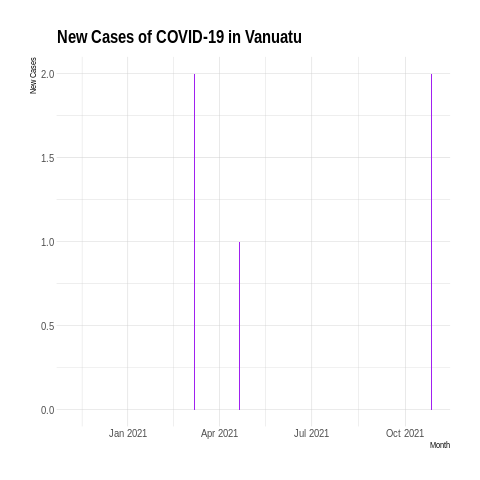 New Cases of COVID-19 in Vanuatu
New Cases
2.0
1.5
1.0
0.5
0.0
Jan 2021 Apr 2021 Jul 2021 Oct 2021
Month